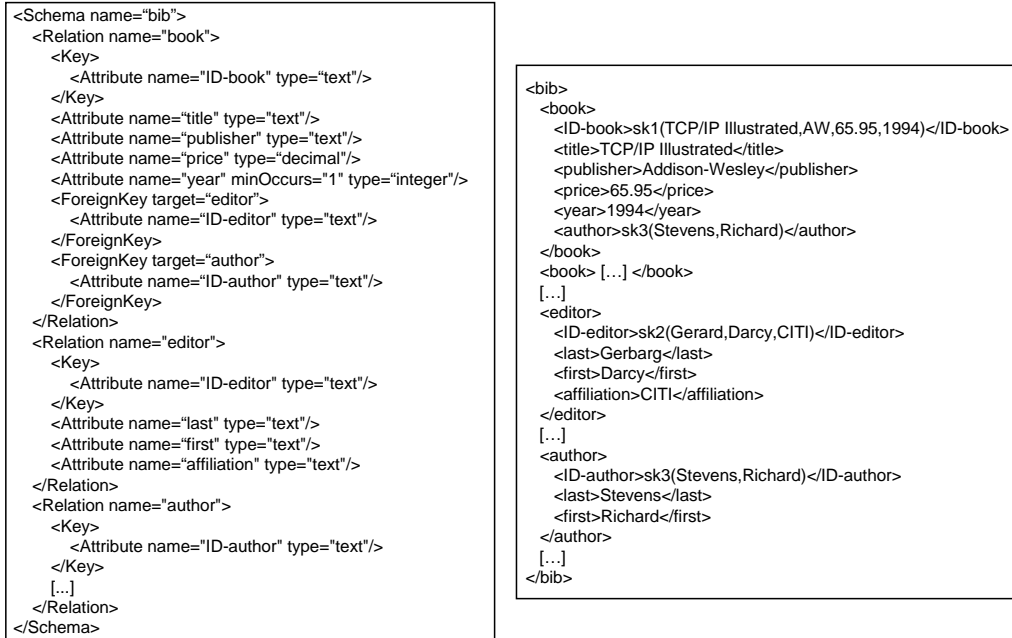 <Schema name=“bib”>
<Relation name="book">
<Key>
<Attribute name="ID-book" type=“text"/>
</Key>
<Attribute name=“title" type="text"/>
<Attribute name=“publisher" type="text"/>
<Attribute name=“price" type=“decimal"/>
<Attribute name="year" minOccurs="1" type=“integer"/>
<ForeignKey target=“editor”>
<Attribute name=“ID-editor" type="text"/>
</ForeignKey>
<ForeignKey target=“author”>
<Attribute name=“ID-author" type="text"/>
</ForeignKey>
</Relation>
<Relation name="editor">
<Key>
<Attribute name="ID-editor" type="text"/>
</Key>
<Attribute name=“last" type="text"/>
<Attribute name=“first" type="text"/>
<Attribute name=“affiliation" type="text"/>
</Relation>
<Relation name="author">
<Key>
<Attribute name="ID-author" type="text"/>
</Key>
[...]
</Relation>
</Schema>
<bib>
<book>
<ID-book>sk1(TCP/IP Illustrated,AW,65.95,1994)</ID-book>
<title>TCP/IP Illustrated</title>
<publisher>Addison-Wesley</publisher>
<price>65.95</price>
<year>1994</year>
<author>sk3(Stevens,Richard)</author>
</book>
<book> […] </book>
[…]
<editor>
<ID-editor>sk2(Gerard,Darcy,CITI)</ID-editor>
<last>Gerbarg</last>
<first>Darcy</first>
<affiliation>CITI</affiliation>
</editor>
[…]
<author>
<ID-author>sk3(Stevens,Richard)</ID-author>
<last>Stevens</last>
<first>Richard</first>
</author>
[…]
</bib>